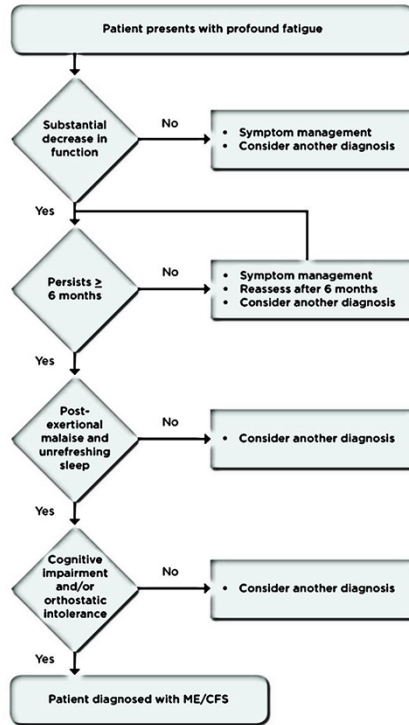 Patient presents with profound fatigue
Substantial
decrease in
function
No
• Symptom management
• Consider another diagnosis
Yes
Persists ≥
6 months
No
• Symptom management
• Reassess after 6 months
• Consider another diagnosis
Yes
Post-
exertional
malaise and
unrefreshing
sleep
No
• Consider another diagnosis
Yes
Cognitive
impairment
and/or
orthostatic
intolerance
No
• Consider another diagnosis
Yes
Patient diagnosed with ME/CFS